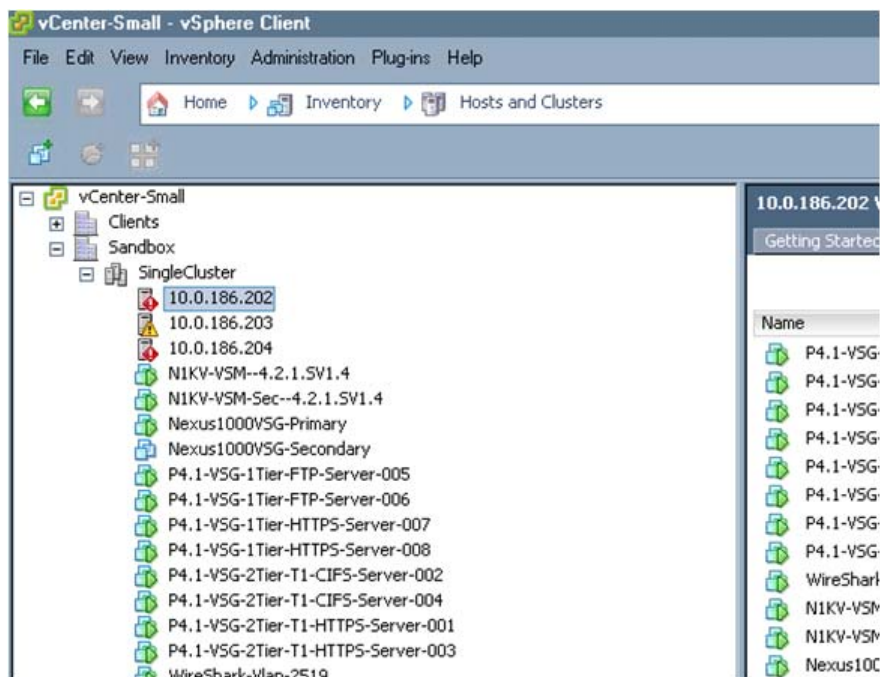 vCenter-Small - vSphere Client
File Edit View Inventory Administration Plug-ins Help
Home Inventory Hosts and Clusters
vCenter-Small
Clients
Sandbox
SingleCluster
10.0.186.202
10.0.186.203
10.0.186.204
N1KV-VSM--4.2.1.SV1.4
N1KV-VSM-Sec--4.2.1.SV1.4
Nexus1000VSG-Primary
Nexus1000VSG-Secondary
P4.1-VSG-1Tier-FTP-Server-005
P4.1-VSG-1Tier-FTP-Server-006
P4.1-VSG-1Tier-HTTPS-Server-007
P4.1-VSG-1Tier-HTTPS-Server-008
P4.1-VSG-2Tier-T1-CIFS-Server-002
P4.1-VSG-2Tier-T1-CIFS-Server-004
P4.1-VSG-2Tier-T1-HTTPS-Server-001
P4.1-VSG-2Tier-T1-HTTPS-Server-003
WireShark-Vlan-2519
10.0.186.202
Getting Started
Name
P4.1-VSG-
P4.1-VSG-
P4.1-VSG-
P4.1-VSG-
P4.1-VSG-
P4.1-VSG-
P4.1-VSG-
P4.1-VSG-
WireShark
N1KV-VSM
N1KV-VSM
Nexus100